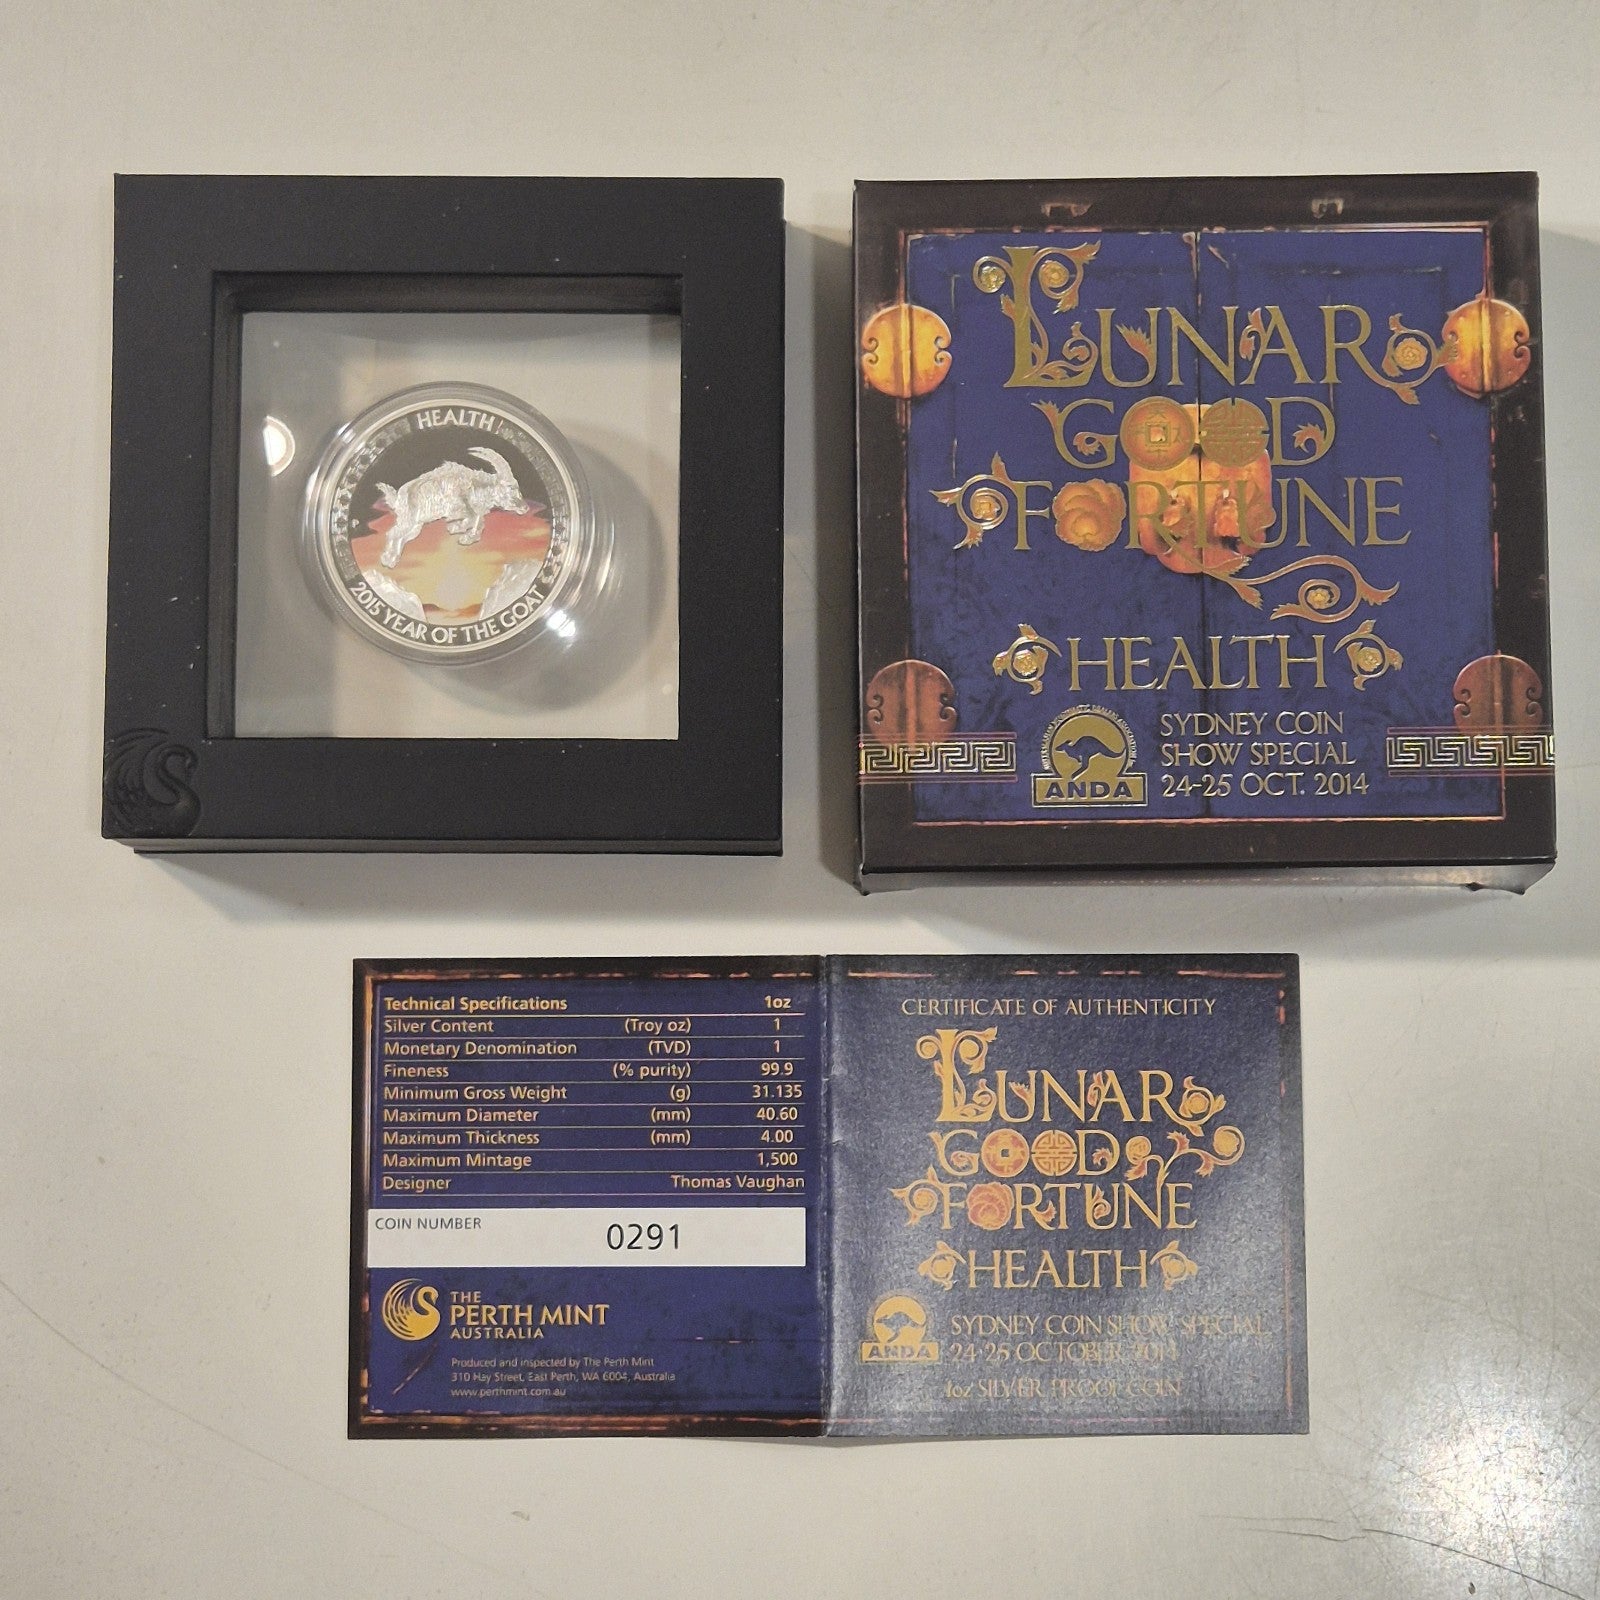 HEALTH
2015 YEAR OF THE GOAT
P
LUNAR
GOOD
FORTUNE
HEALTH
ANDA
SYDNEY COIN
SHOW SPECIAL
24-25 OCT. 2014
Technical Specifications 1oz
Silver Content (Troy oz) 1
Monetary Denomination (TVD) 1
Fineness (% purity) 99.9
Minimum Gross Weight (g) 31.135
Maximum Diameter (mm) 40.60
Maximum Thickness (mm) 4.00
Maximum Mintage 1,500
Designer Thomas Vaughan
COIN NUMBER 0291
THE
PERTH MINT
AUSTRALIA
Produced and inspected by The Perth Mint
310 Hay Street, East Perth, WA 6004, Australia
www.perthmint.com.au
CERTIFICATE OF AUTHENTICITY
LUNAR
GOOD
FORTUNE
HEALTH
ANDA
SYDNEY COIN SHOW SPECIAL
24-25 OCTOBER 2014
1oz SILVER PROOF COIN